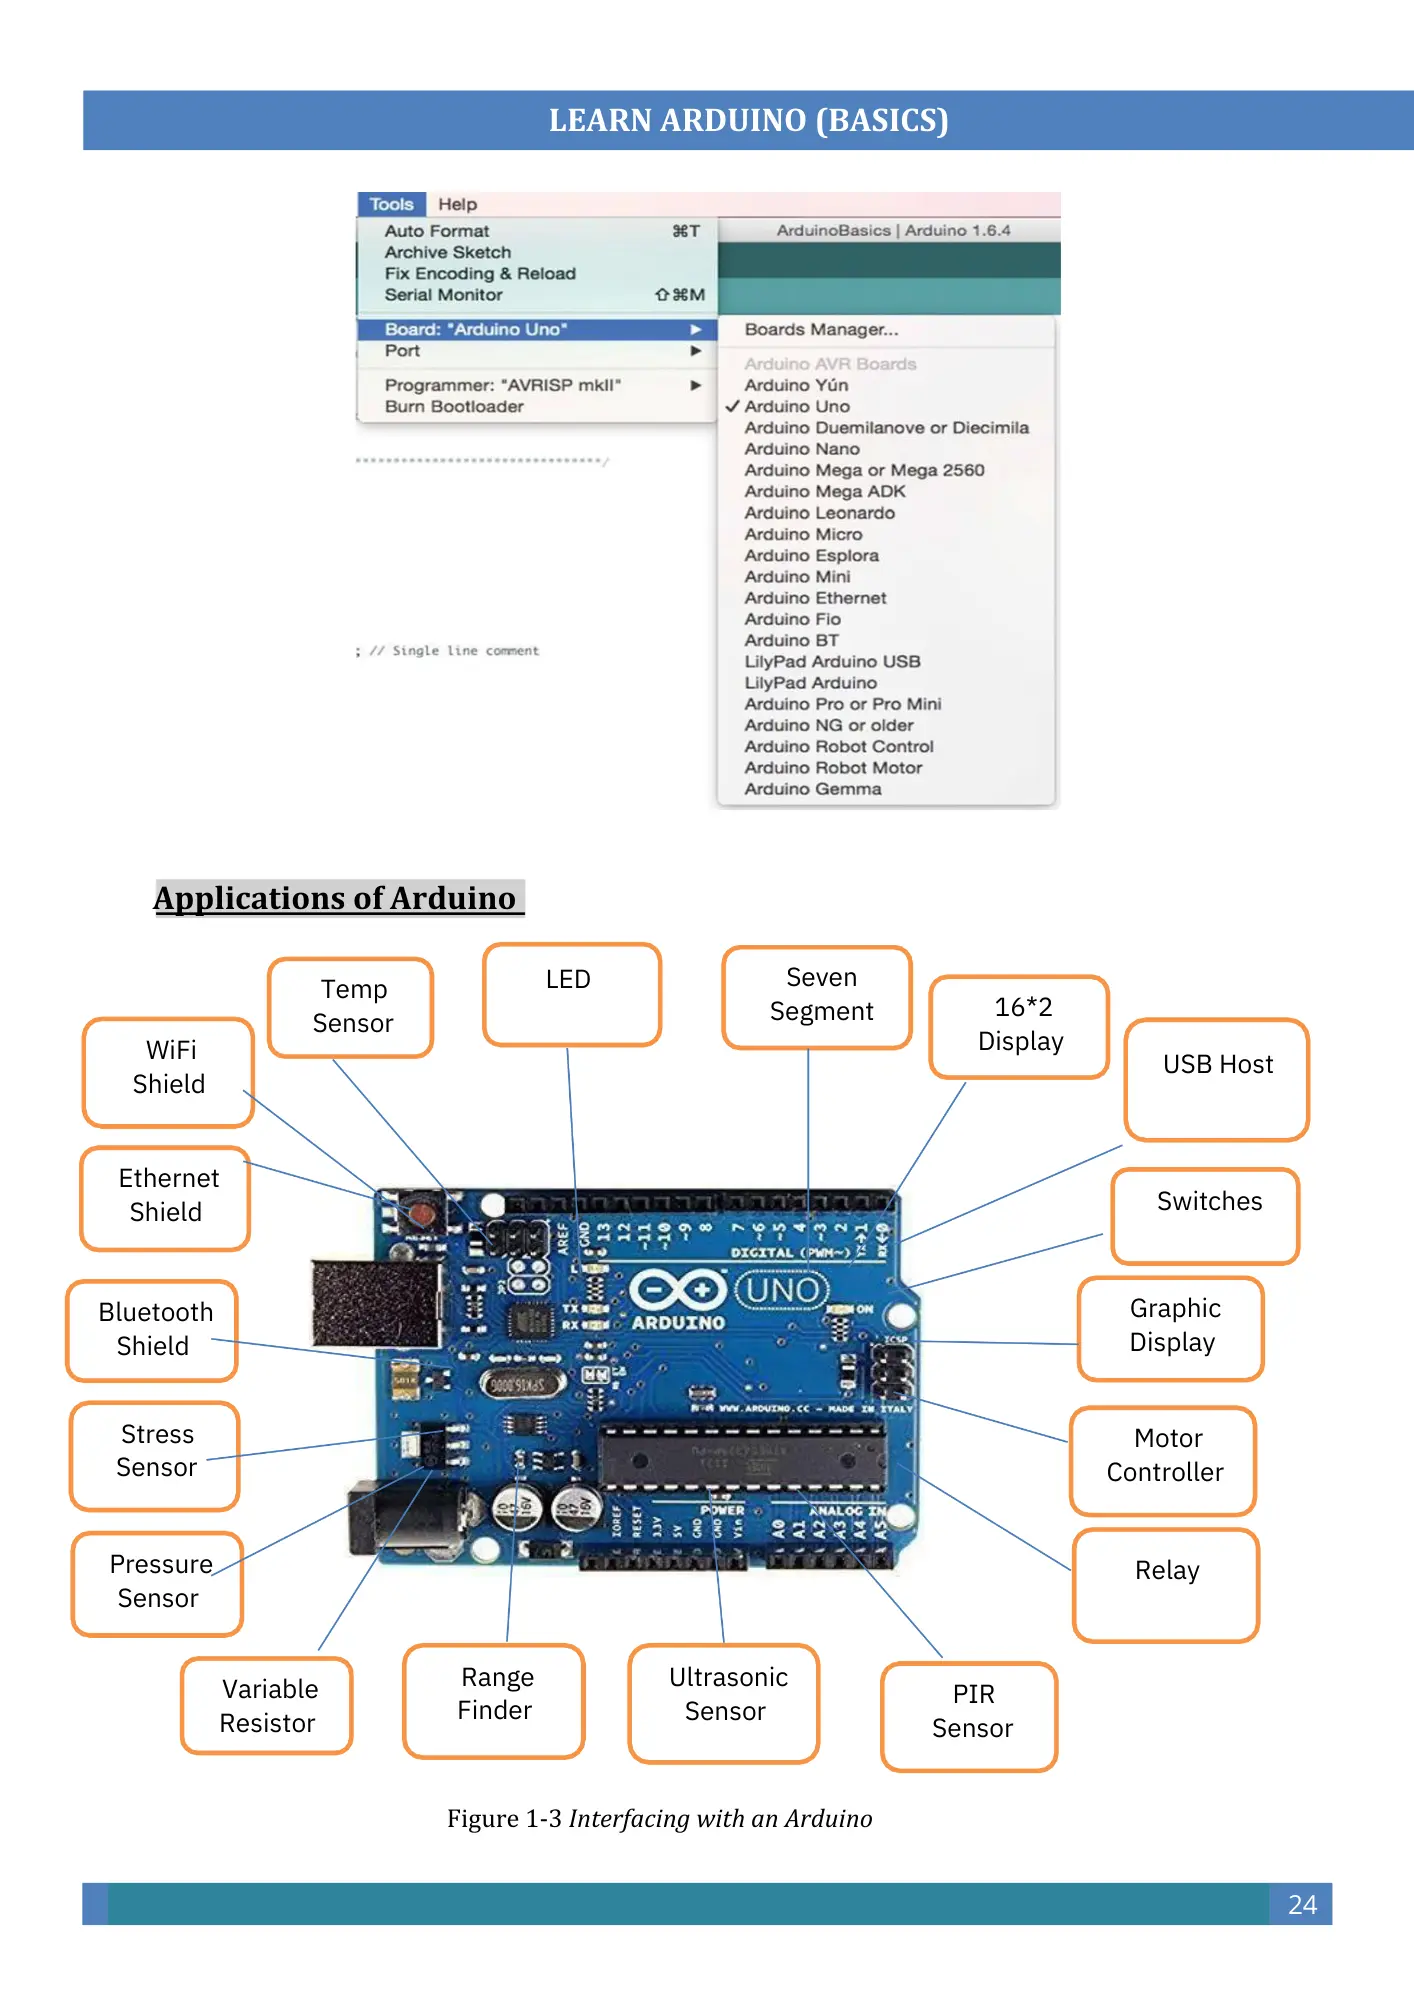 LEARN ARDUINO (BASICS)
Tools Help
Auto Format ⌘T
ArduinoBasics | Arduino 1.6.4
Archive Sketch
Fix Encoding & Reload
Serial Monitor ⇧⌘M
Board: "Arduino Uno" ▶
Port ▶
Programmer: "AVRISP mkII" ▶
Burn Bootloader
Boards Manager...
Arduino AVR Boards
Arduino Yún
✓ Arduino Uno
Arduino Duemilanove or Diecimila
Arduino Nano
Arduino Mega or Mega 2560
Arduino Mega ADK
Arduino Leonardo
Arduino Micro
Arduino Esplora
Arduino Mini
Arduino Ethernet
Arduino Fio
Arduino BT
LilyPad Arduino USB
LilyPad Arduino
Arduino Pro or Pro Mini
Arduino NG or older
Arduino Robot Control
Arduino Robot Motor
Arduino Gemma
; // Single line comment
Applications of Arduino
Temp
Sensor
LED
Seven
Segment
16*2
Display
USB Host
WiFi
Shield
Ethernet
Shield
Switches
Bluetooth
Shield
Graphic
Display
Stress
Sensor
Motor
Controller
Pressure
Sensor
Relay
Variable
Resistor
Range
Finder
Ultrasonic
Sensor
PIR
Sensor
AREF
GND
13
12
~11
~10
~9
8
7
~6
~5
4
~3
2
TX→1
RX←0
DIGITAL (PWM~)
UNO
ARDUINO
TX
RX
ON
ICSP
WWW.ARDUINO.CC - MADE IN ITALY
SPK16.000G
10
47
16V
47
16V
POWER
ANALOG IN
IOREF
RESET
3.3V
5V
GND
GND
Vin
A0
A1
A2
A3
A4
A5
Figure 1-3 Interfacing with an Arduino
24